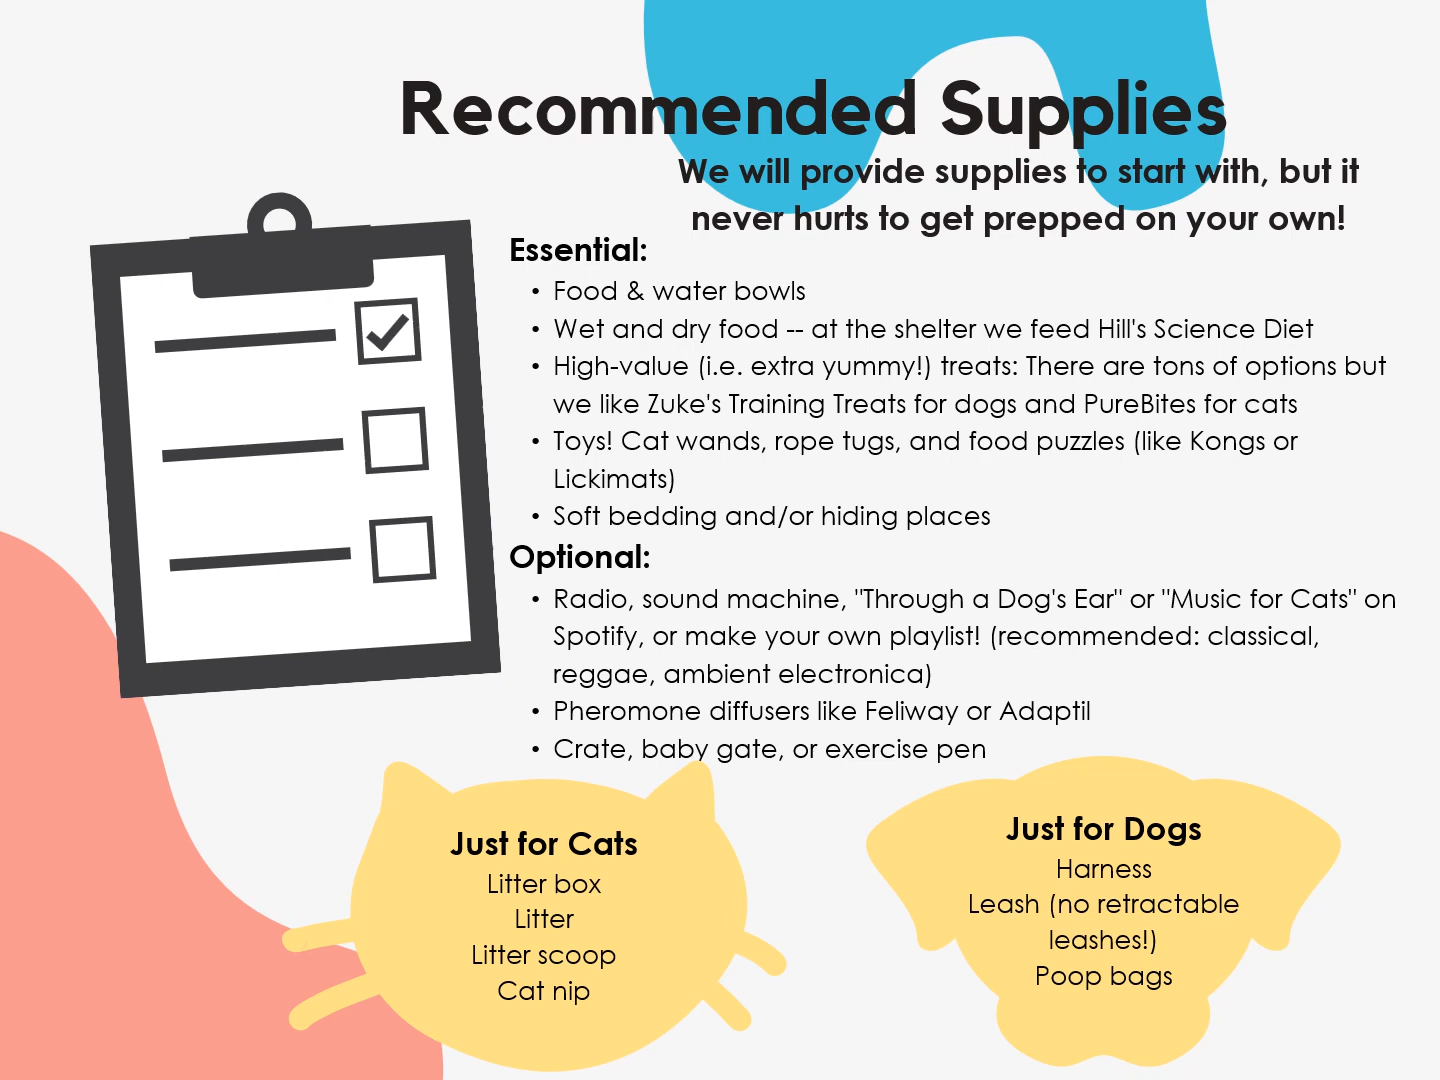 Recommended Supplies
We will provide supplies to start with, but it
never hurts to get prepped on your own!
Essential:
• Food & water bowls
• Wet and dry food -- at the shelter we feed Hill's Science Diet
• High-value (i.e. extra yummy!) treats: There are tons of options but
we like Zuke's Training Treats for dogs and PureBites for cats
• Toys! Cat wands, rope tugs, and food puzzles (like Kongs or
Lickimats)
• Soft bedding and/or hiding places
Optional:
• Radio, sound machine, "Through a Dog's Ear" or "Music for Cats" on
Spotify, or make your own playlist! (recommended: classical,
reggae, ambient electronica)
• Pheromone diffusers like Feliway or Adaptil
• Crate, baby gate, or exercise pen
Just for Cats
Litter box
Litter
Litter scoop
Cat nip
Just for Dogs
Harness
Leash (no retractable
leashes!)
Poop bags